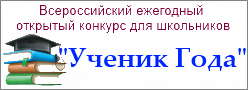 Всероссийский ежегодный
открытый конкурс для школьников
"Ученик Года"